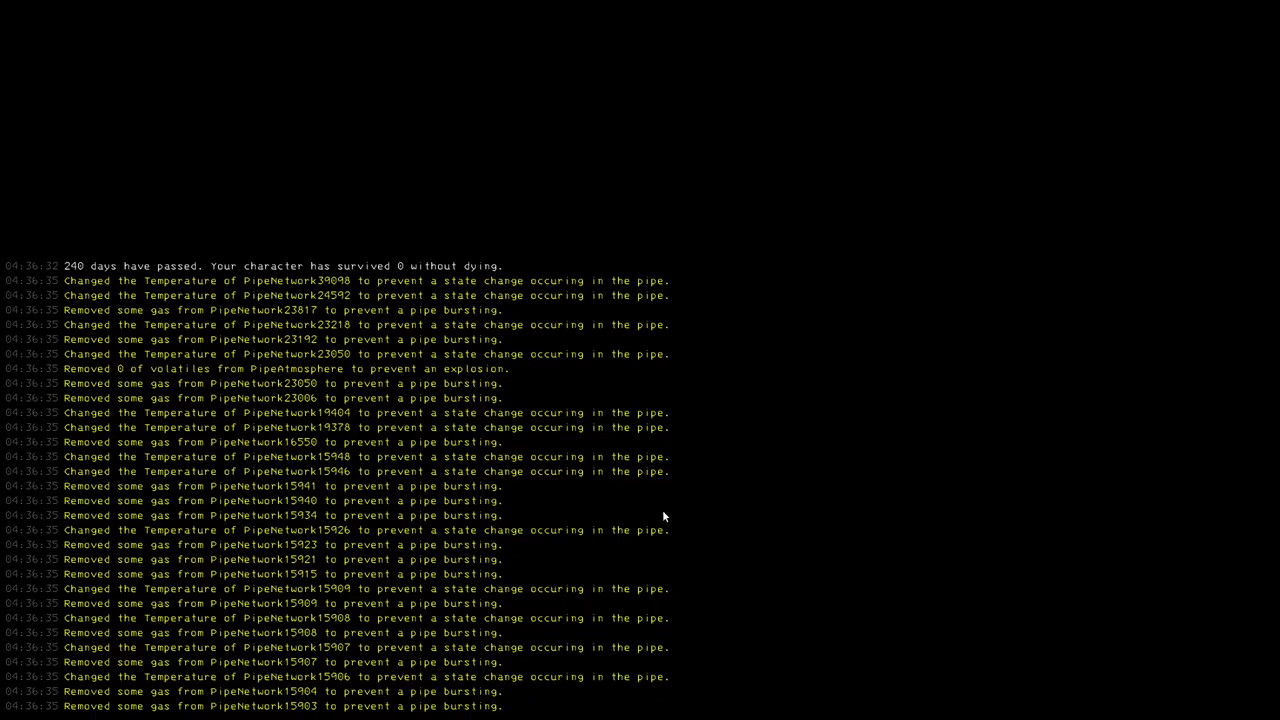 04:36:32 240 days have passed. Your character has survived 0 without dying.
04:36:35 Changed the Temperature of PipeNetwork39098 to prevent a state change occuring in the pipe.
04:36:35 Changed the Temperature of PipeNetwork24592 to prevent a state change occuring in the pipe.
04:36:35 Removed some gas from PipeNetwork23817 to prevent a pipe bursting.
04:36:35 Changed the Temperature of PipeNetwork23218 to prevent a state change occuring in the pipe.
04:36:35 Removed some gas from PipeNetwork23192 to prevent a pipe bursting.
04:36:35 Changed the Temperature of PipeNetwork23050 to prevent a state change occuring in the pipe.
04:36:35 Removed 0 of volatiles from PipeAtmosphere to prevent an explosion.
04:36:35 Removed some gas from PipeNetwork23050 to prevent a pipe bursting.
04:36:35 Removed some gas from PipeNetwork23006 to prevent a pipe bursting.
04:36:35 Changed the Temperature of PipeNetwork19404 to prevent a state change occuring in the pipe.
04:36:35 Changed the Temperature of PipeNetwork19378 to prevent a state change occuring in the pipe.
04:36:35 Removed some gas from PipeNetwork16550 to prevent a pipe bursting.
04:36:35 Changed the Temperature of PipeNetwork15948 to prevent a state change occuring in the pipe.
04:36:35 Changed the Temperature of PipeNetwork15946 to prevent a state change occuring in the pipe.
04:36:35 Removed some gas from PipeNetwork15941 to prevent a pipe bursting.
04:36:35 Removed some gas from PipeNetwork15940 to prevent a pipe bursting.
04:36:35 Removed some gas from PipeNetwork15934 to prevent a pipe bursting.
04:36:35 Changed the Temperature of PipeNetwork15926 to prevent a state change occuring in the pipe.
04:36:35 Removed some gas from PipeNetwork15923 to prevent a pipe bursting.
04:36:35 Removed some gas from PipeNetwork15921 to prevent a pipe bursting.
04:36:35 Removed some gas from PipeNetwork15915 to prevent a pipe bursting.
04:36:35 Changed the Temperature of PipeNetwork15909 to prevent a state change occuring in the pipe.
04:36:35 Removed some gas from PipeNetwork15909 to prevent a pipe bursting.
04:36:35 Changed the Temperature of PipeNetwork15908 to prevent a state change occuring in the pipe.
04:36:35 Removed some gas from PipeNetwork15908 to prevent a pipe bursting.
04:36:35 Changed the Temperature of PipeNetwork15907 to prevent a state change occuring in the pipe.
04:36:35 Removed some gas from PipeNetwork15907 to prevent a pipe bursting.
04:36:35 Changed the Temperature of PipeNetwork15906 to prevent a state change occuring in the pipe.
04:36:35 Removed some gas from PipeNetwork15904 to prevent a pipe bursting.
04:36:35 Removed some gas from PipeNetwork15903 to prevent a pipe bursting.